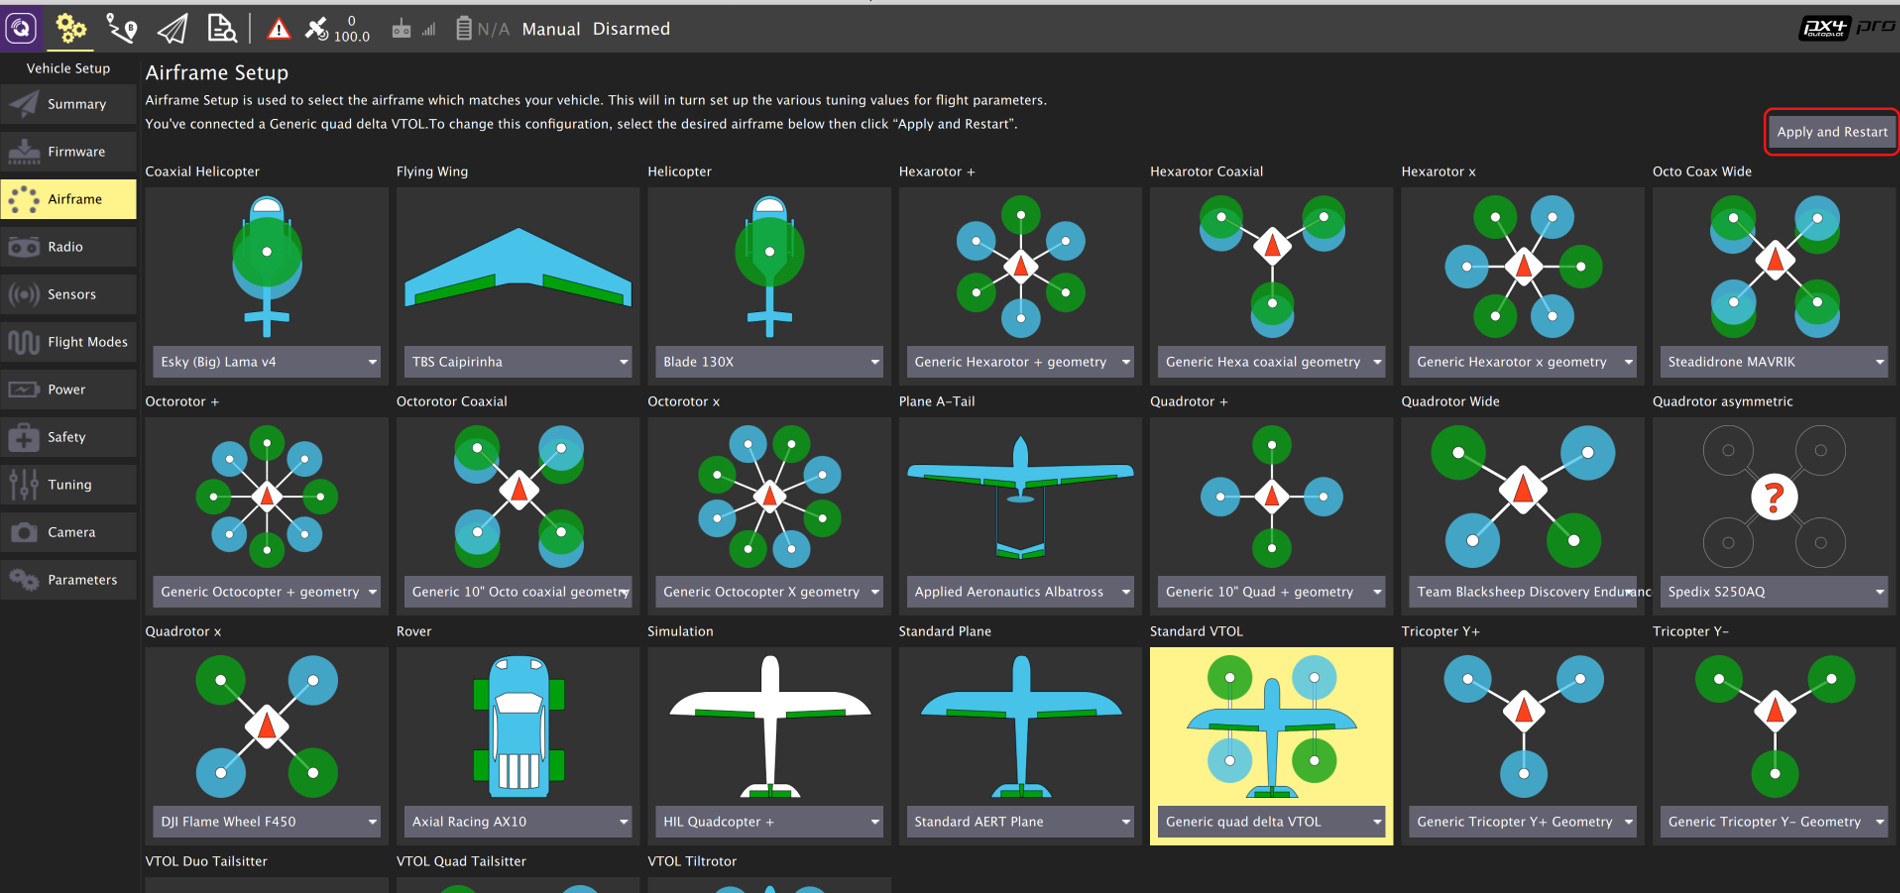 0
100.0
N/A Manual Disarmed
px4 autopilot pro
Vehicle Setup
Summary
Firmware
Airframe
Radio
Sensors
Flight Modes
Power
Safety
Tuning
Camera
Parameters
Airframe Setup
Airframe Setup is used to select the airframe which matches your vehicle. This will in turn set up the various tuning values for flight parameters.
You've connected a Generic quad delta VTOL.To change this configuration, select the desired airframe below then click “Apply and Restart”.
Apply and Restart
Coaxial Helicopter
Flying Wing
Helicopter
Hexarotor +
Hexarotor Coaxial
Hexarotor x
Octo Coax Wide
Esky (Big) Lama v4
TBS Caipirinha
Blade 130X
Generic Hexarotor + geometry
Generic Hexa coaxial geometry
Generic Hexarotor x geometry
Steadidrone MAVRIK
Octorotor +
Octorotor Coaxial
Octorotor x
Plane A-Tail
Quadrotor +
Quadrotor Wide
Quadrotor asymmetric
?
Generic Octocopter + geometry
Generic 10" Octo coaxial geometry
Generic Octocopter X geometry
Applied Aeronautics Albatross
Generic 10" Quad + geometry
Team Blacksheep Discovery Enduranc
Spedix S250AQ
Quadrotor x
Rover
Simulation
Standard Plane
Standard VTOL
Tricopter Y+
Tricopter Y-
DJI Flame Wheel F450
Axial Racing AX10
HIL Quadcopter +
Standard AERT Plane
Generic quad delta VTOL
Generic Tricopter Y+ Geometry
Generic Tricopter Y- Geometry
VTOL Duo Tailsitter
VTOL Quad Tailsitter
VTOL Tiltrotor